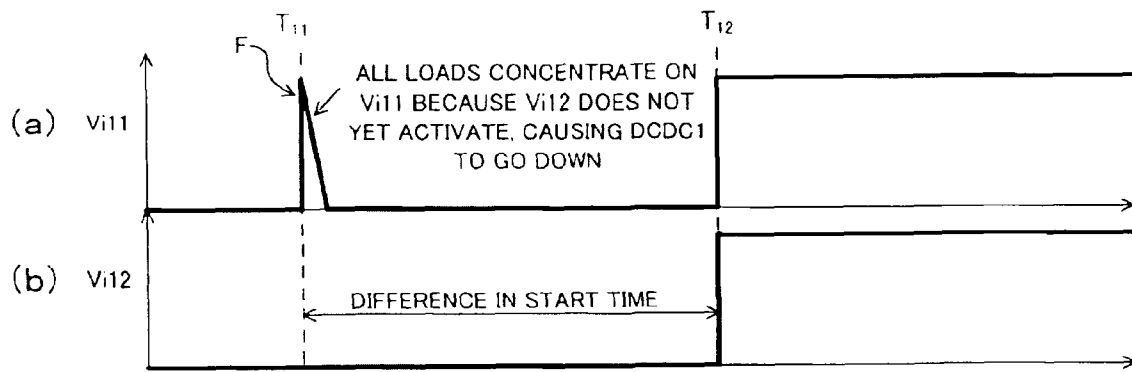 T11
T12
F
ALL LOADS CONCENTRATE ON
Vi11 BECAUSE Vi12 DOES NOT
YET ACTIVATE, CAUSING DCDC1
TO GO DOWN
(a) Vi11
(b) Vi12
DIFFERENCE IN START TIME